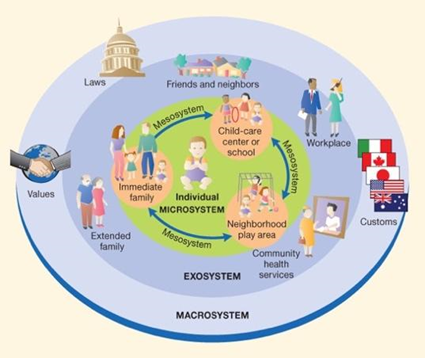 Laws
Friends and neighbors
Mesosystem
Child-care
center or
school
Workplace
Mesosystem
Values
Immediate
family
Individual
MICROSYSTEM
Neighborhood
play area
Customs
Extended
family
Mesosystem
Community
health
services
EXOSYSTEM
MACROSYSTEM